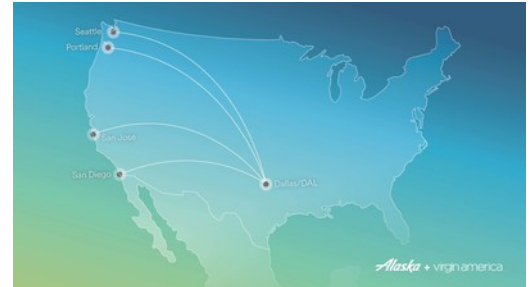 Seattle
Portland
San Jose
San Diego
Dallas/DAL
Alaska + virgin america